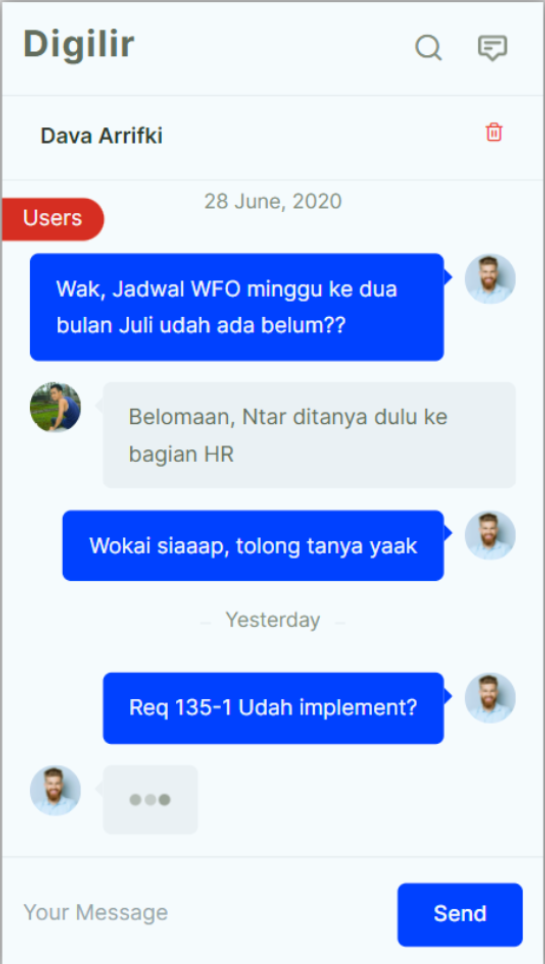 Digilir
Dava Arrifki
28 June, 2020
Users
Wak, Jadwal WFO minggu ke dua
bulan Juli udah ada belum??
Belomaan, Ntar ditanya dulu ke
bagian HR
Wokai siaaap, tolong tanya yaak
Yesterday
Req 135-1 Udah implement?
Your Message
Send